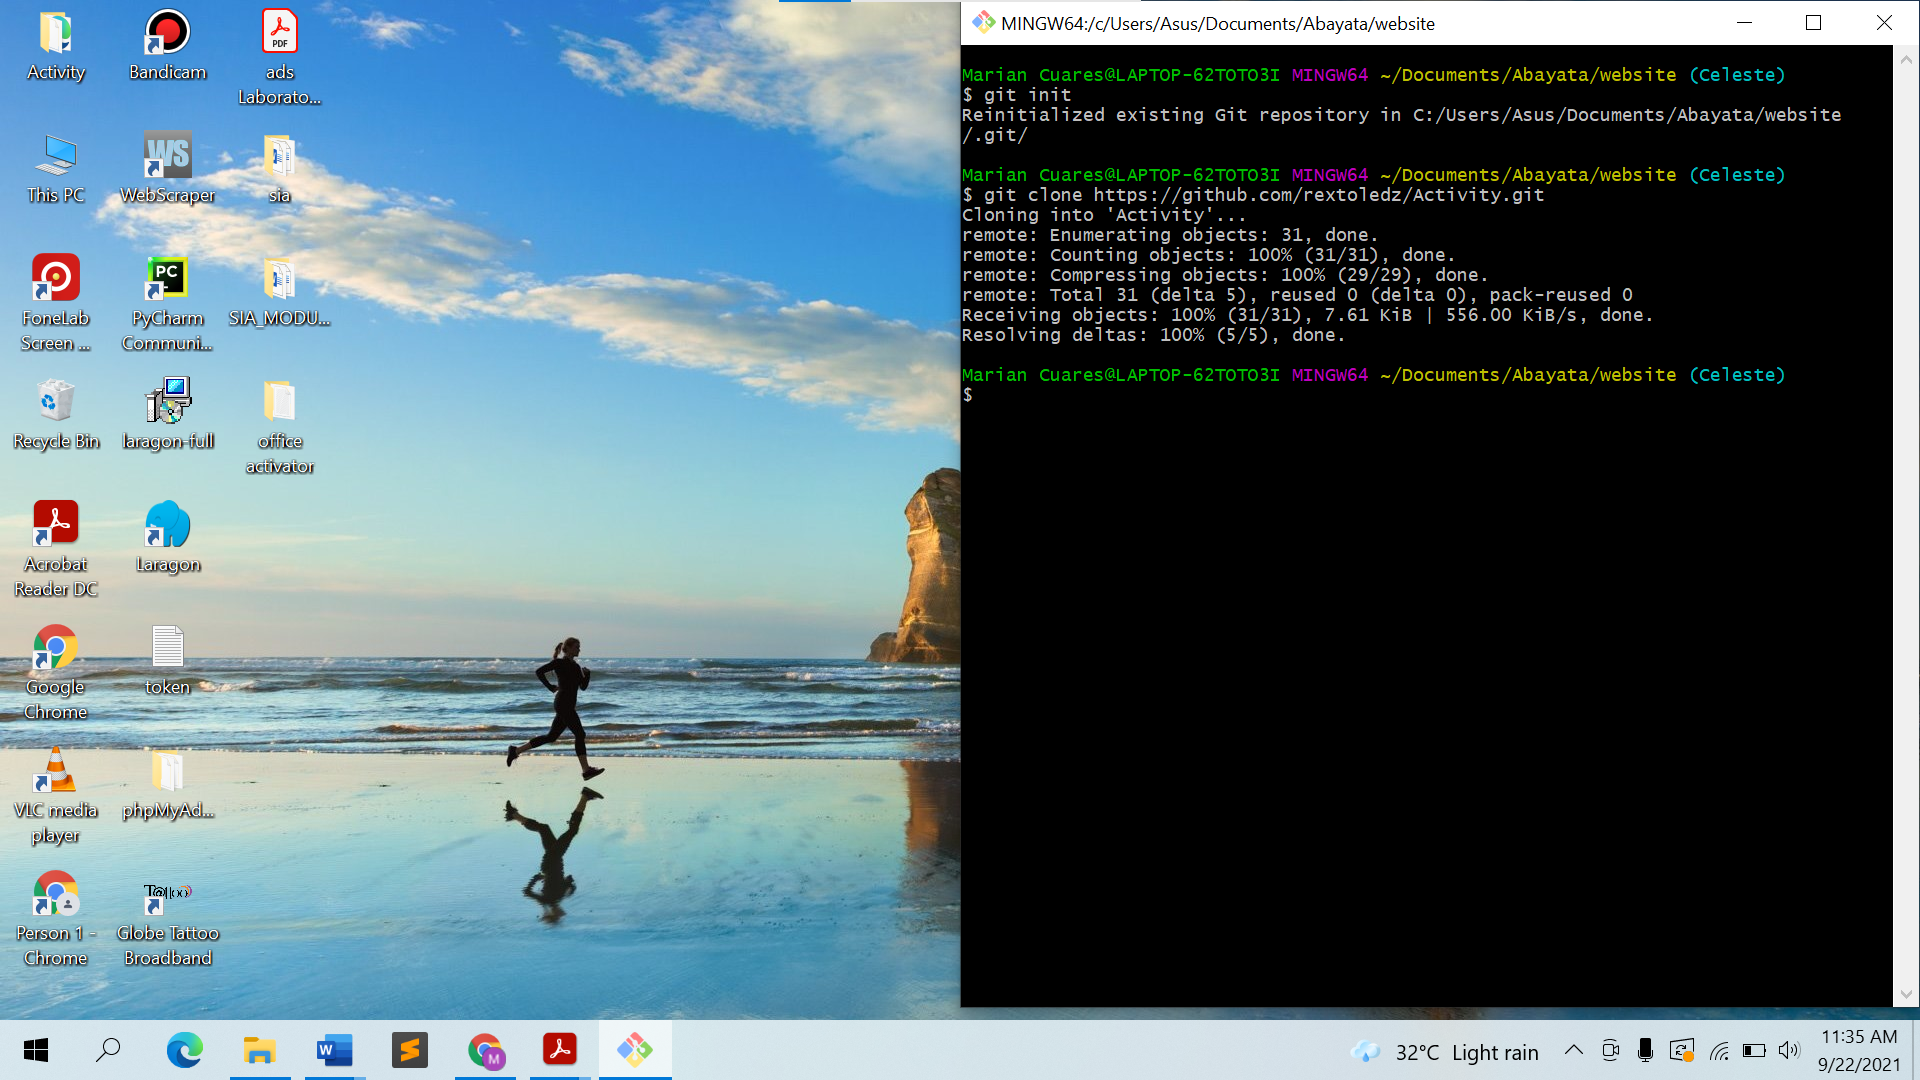 Activity
Bandicam
ads
Laborato...
This PC
WebScraper
sia
FoneLab
Screen ...
PyCharm
Communi...
SIA_MODU...
Recycle Bin
laragon-full
office
activator
Acrobat
Reader DC
Laragon
Google
Chrome
token
VLC media
player
phpMyAd...
Person 1 -
Chrome
Globe Tattoo
Broadband
PDF
WS
PC
Tattoo
MINGW64:/c/Users/Asus/Documents/Abayata/website
Marian Cuares@LAPTOP-62TOTO3I MINGW64 ~/Documents/Abayata/website (Celeste)
$ git init
Reinitialized existing Git repository in C:/Users/Asus/Documents/Abayata/website
/.git/
Marian Cuares@LAPTOP-62TOTO3I MINGW64 ~/Documents/Abayata/website (Celeste)
$ git clone https://github.com/rextoledz/Activity.git
Cloning into 'Activity'...
remote: Enumerating objects: 31, done.
remote: Counting objects: 100% (31/31), done.
remote: Compressing objects: 100% (29/29), done.
remote: Total 31 (delta 5), reused 0 (delta 0), pack-reused 0
Receiving objects: 100% (31/31), 7.61 KiB | 556.00 KiB/s, done.
Resolving deltas: 100% (5/5), done.
Marian Cuares@LAPTOP-62TOTO3I MINGW64 ~/Documents/Abayata/website (Celeste)
$
W
S
M
32°C Light rain
11:35 AM
9/22/2021